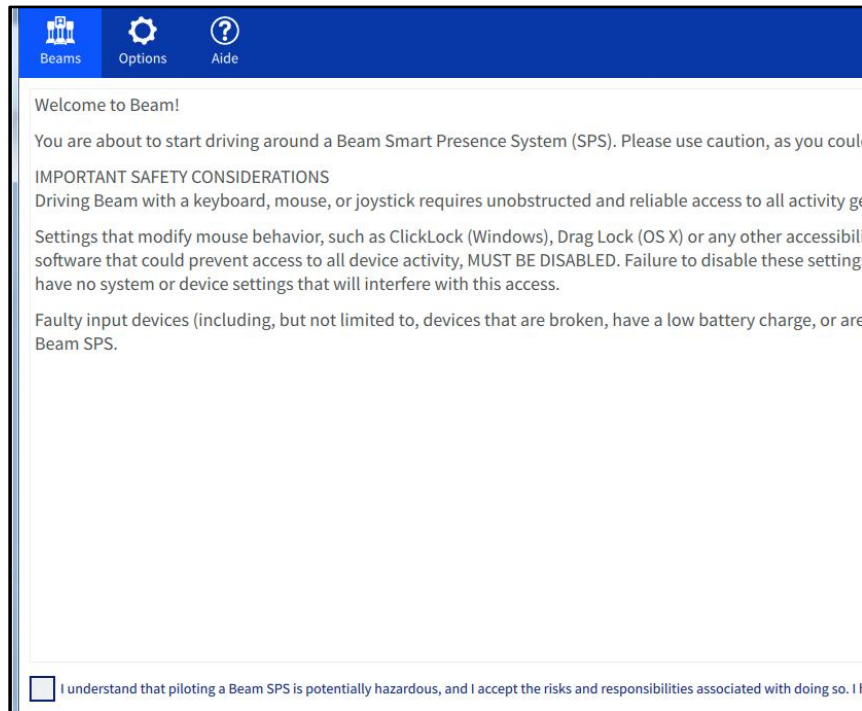 Beams Options Aide
Welcome to Beam!
You are about to start driving around a Beam Smart Presence System (SPS). Please use caution, as you
IMPORTANT SAFETY CONSIDERATIONS
Driving Beam with a keyboard, mouse, or joystick requires unobstructed and reliable access to all activity
Settings that modify mouse behavior, such as ClickLock (Windows), Drag Lock (OS X) or any other
software that could prevent access to all device activity, MUST BE DISABLED. Failure to disable these
have no system or device settings that will interfere with this access.
Faulty input devices (including, but not limited to, devices that are broken, have a low battery charge, or are
Beam SPS.
I understand that piloting a Beam SPS is potentially hazardous, and I accept the risks and responsibilities associated with doing so. I